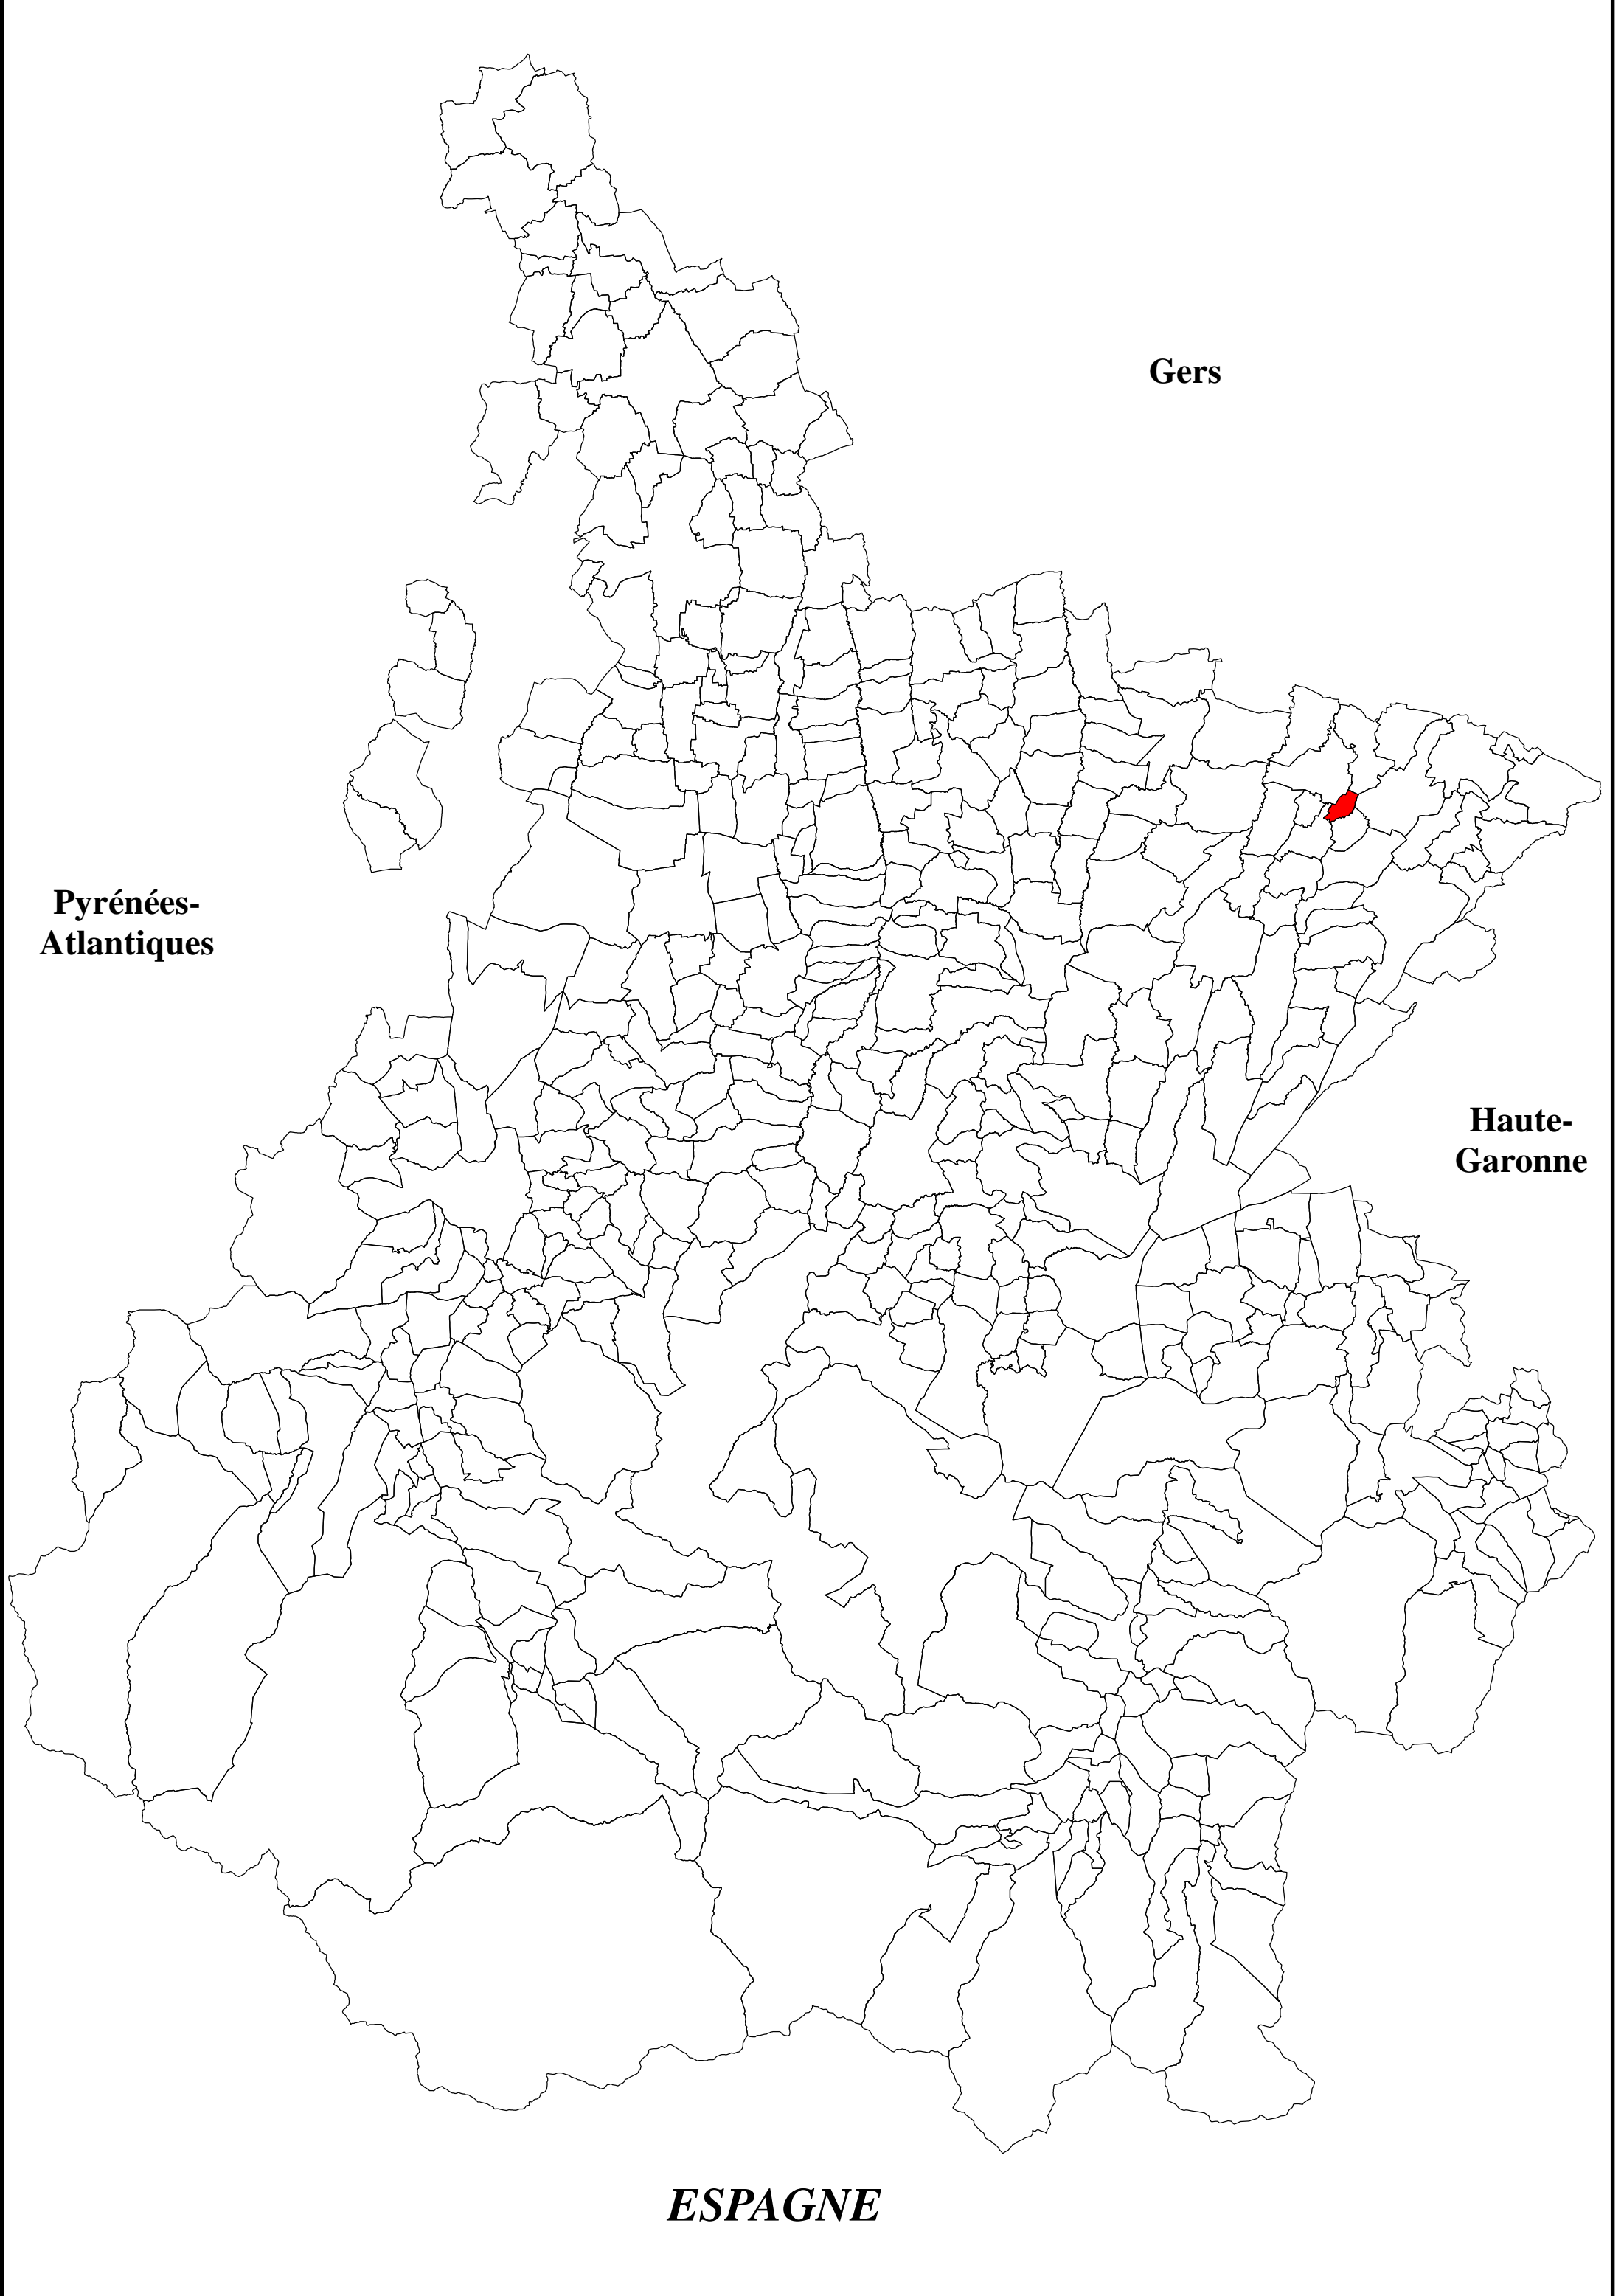 Gers
Pyrénées-
Atlantiques
Haute-
Garonne
ESPAGNE